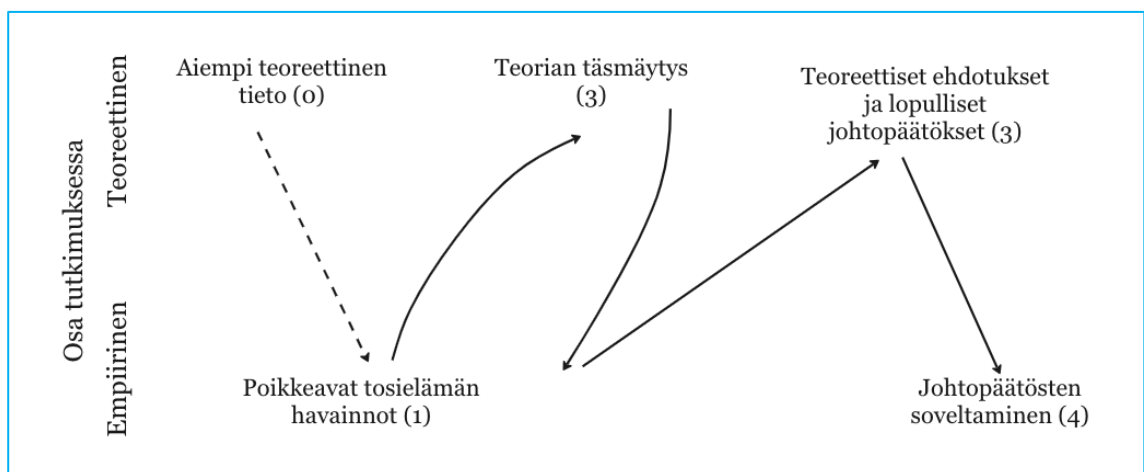 Osa tutkimuksessa
Teoreettinen
Empiirinen
Aiempi teoreettinen
tieto (0)
Teorian täsmäytys
(3)
Teoreettiset ehdotukset
ja lopulliset
johtopäätökset (3)
Poikkeavat tosielämän
havainnot (1)
Johtopäätösten
soveltaminen (4)